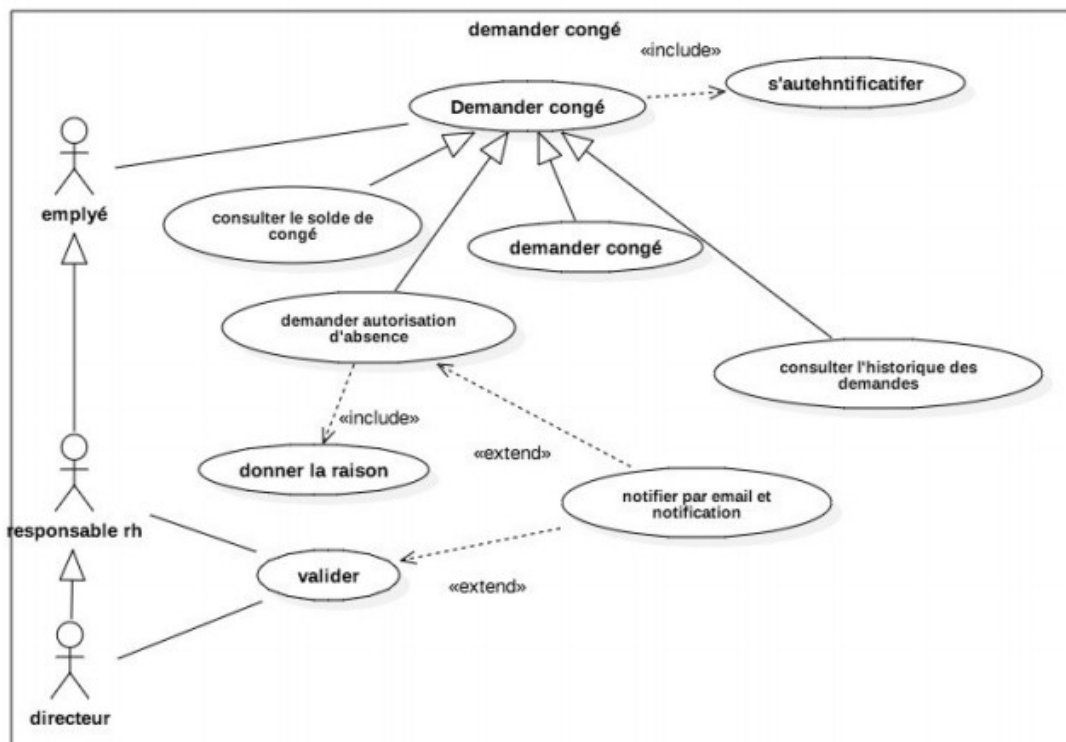 demander congé
«include»
s'autehntificatifer
Demander congé
emplyé
consulter le solde de
congé
demander congé
demander autorisation
d'absence
consulter l'historique des
demandes
«include»
«extend»
donner la raison
notifier par email et
notification
responsable rh
valider
«extend»
directeur